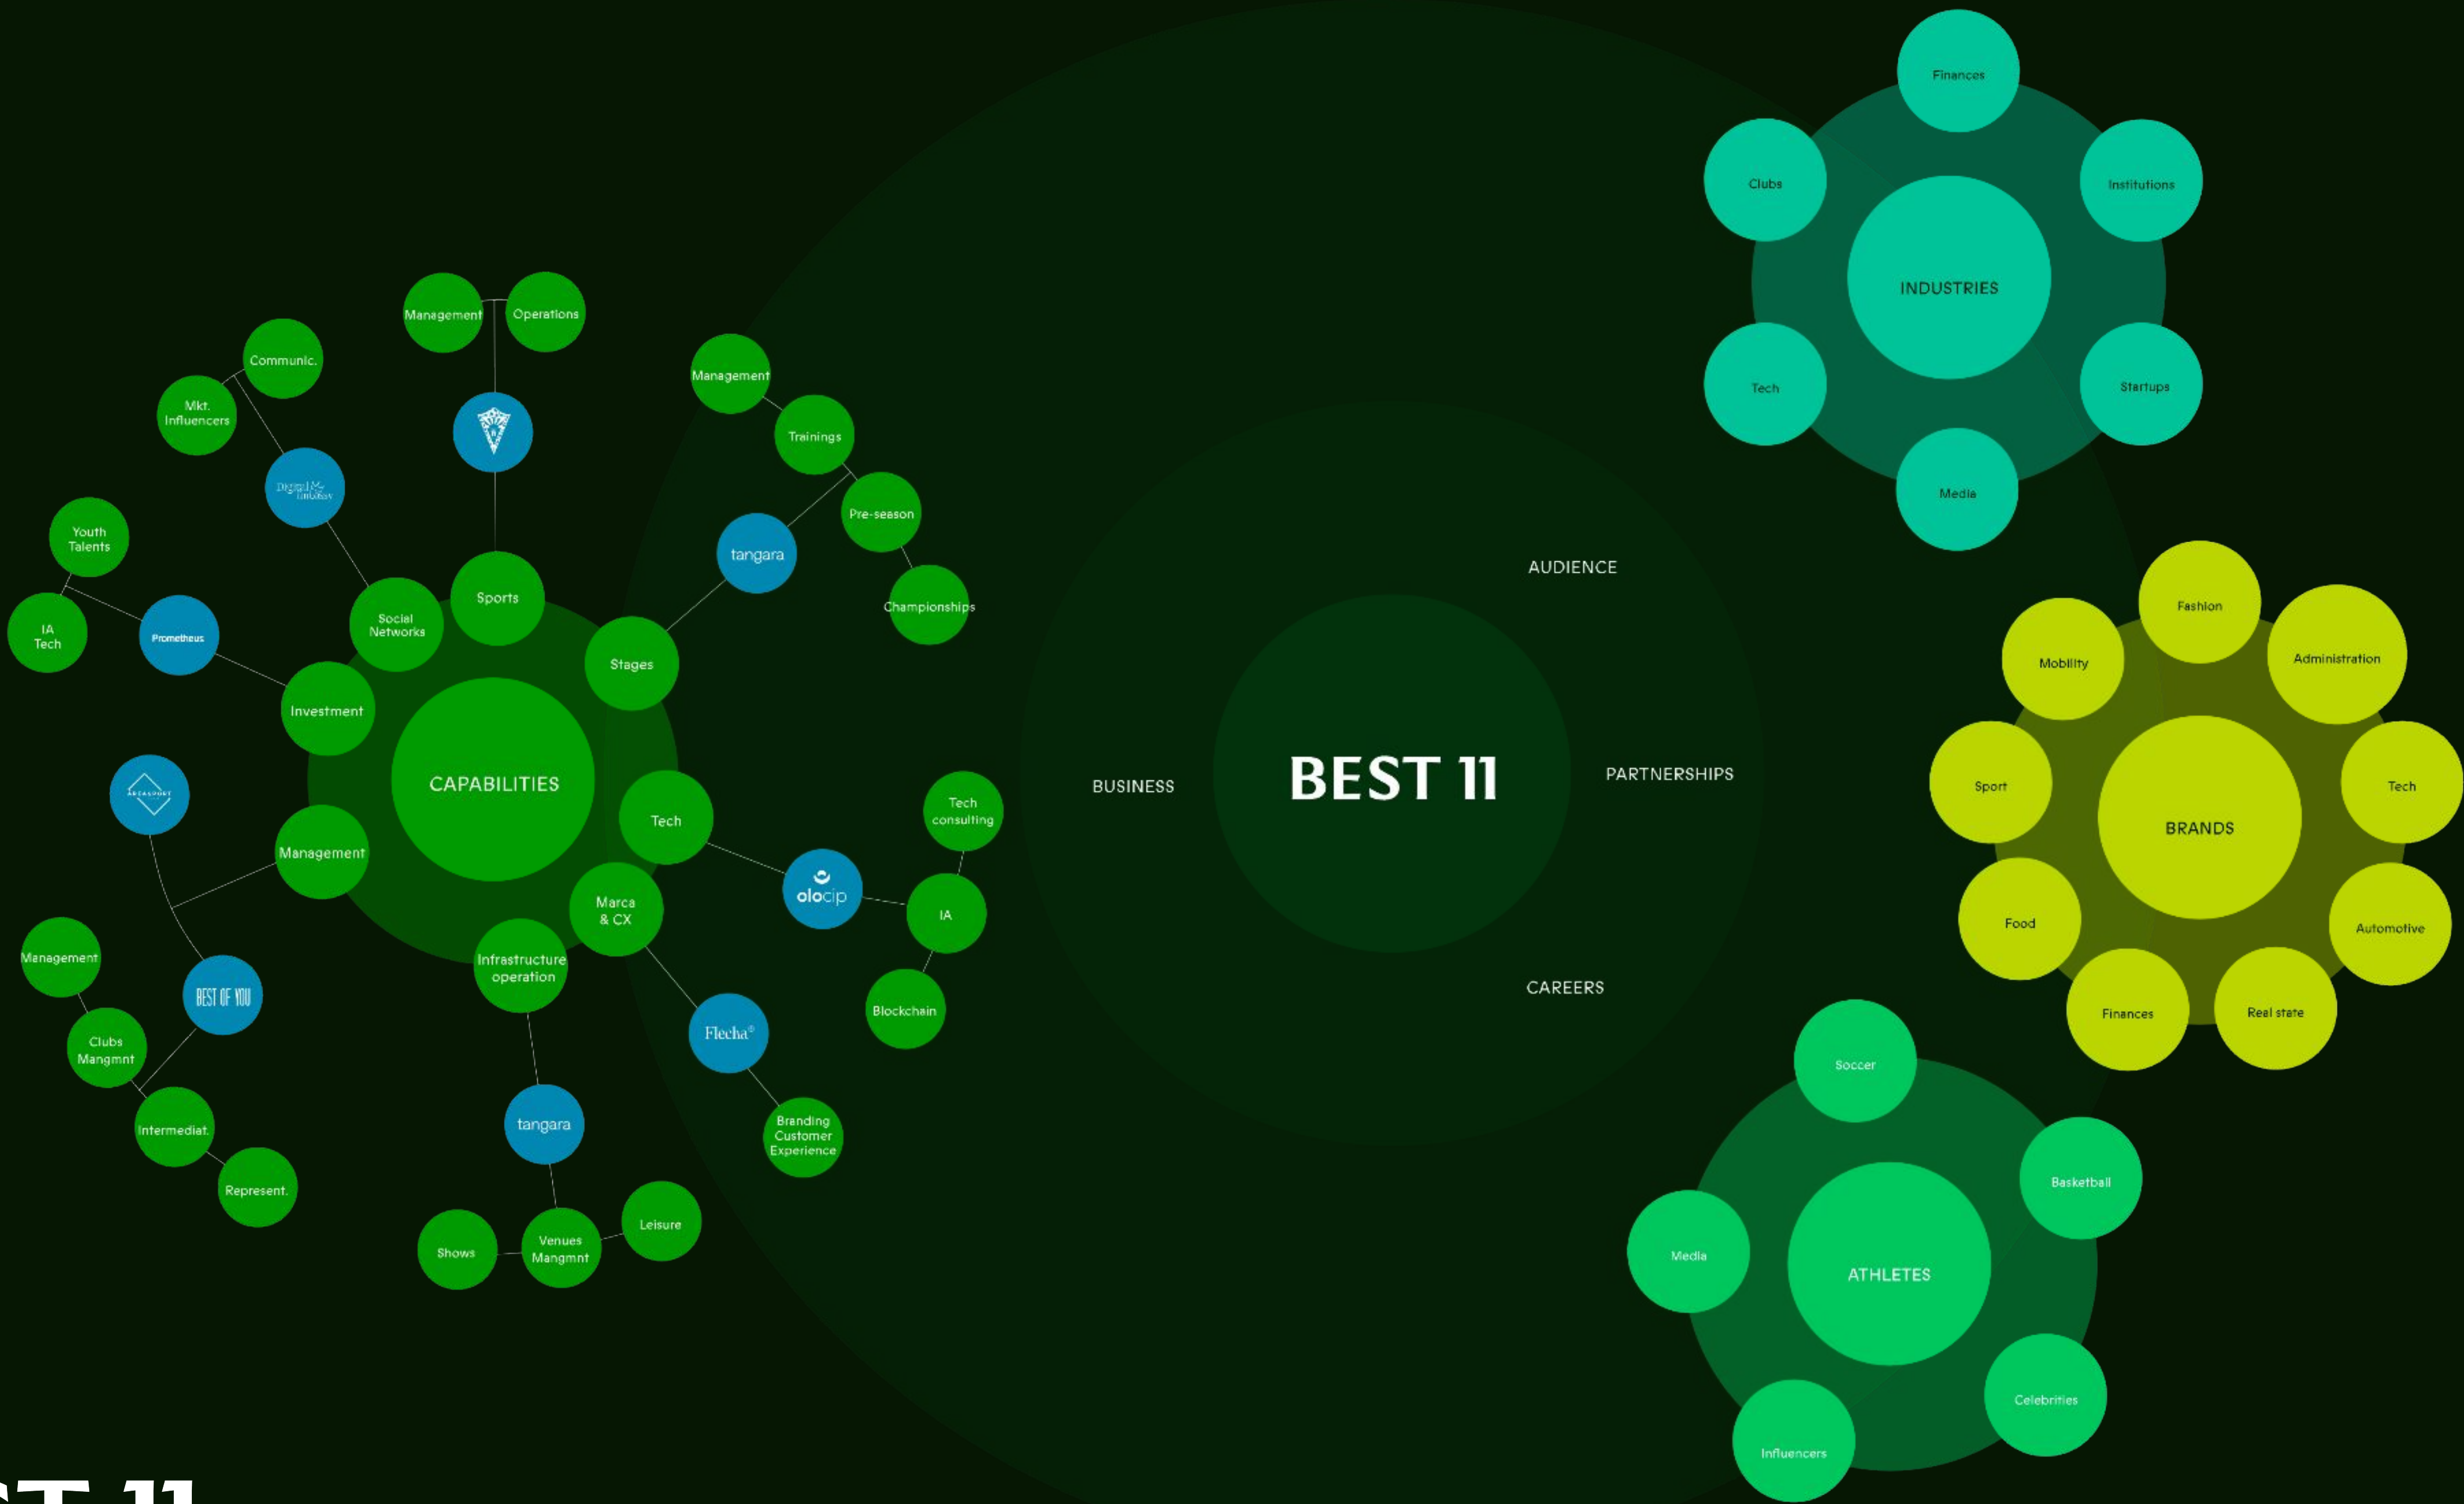 Management
Operations
Communic.
Mkt.
Influencers
Management
Trainings
Pre-season
Championships
tangara
Youth
Talents
IA
Tech
Prometheus
Social
Networks
Sports
Stages
Investment
CAPABILITIES
Management
Tech
Marca
& CX
Infrastructure
operation
olocip
Tech
consulting
IA
Blockchain
Management
Clubs
Mangmnt
BEST OF YOU
Intermediat.
Represent.
Flecha®
Branding
Customer
Experience
tangara
Shows
Venues
Mangmnt
Leisure
BUSINESS
BEST 11
AUDIENCE
PARTNERSHIPS
CAREERS
Finances
Clubs
Institutions
INDUSTRIES
Tech
Startups
Media
Fashion
Mobility
Administration
Sport
Tech
BRANDS
Food
Automotive
Finances
Real state
Soccer
Basketball
Media
ATHLETES
Celebrities
Influencers